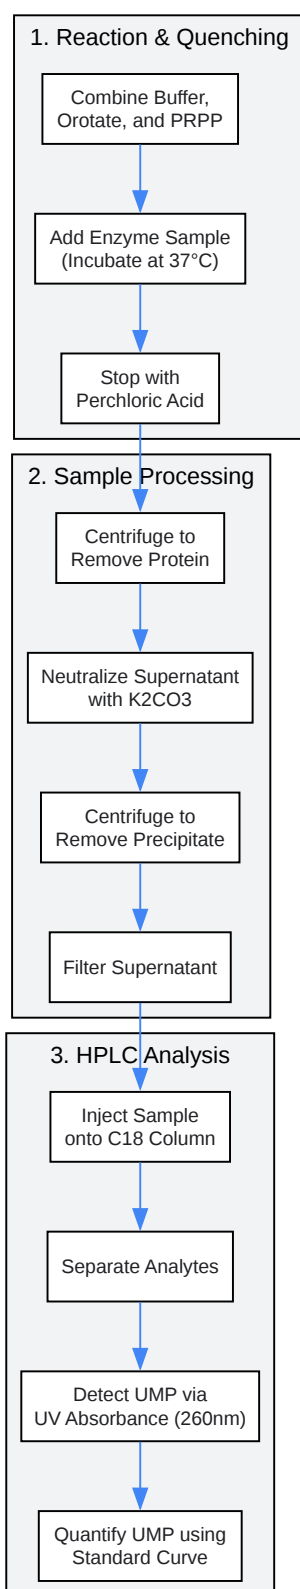 1. Reaction & Quenching
Combine Buffer,
Orotate, and PRPP
Add Enzyme Sample
(Incubate at 37°C)
Stop with
Perchloric Acid
2. Sample Processing
Centrifuge to
Remove Protein
Neutralize Supernatant
with K2CO3
Centrifuge to
Remove Precipitate
Filter Supernatant
3. HPLC Analysis
Inject Sample
onto C18 Column
Separate Analytes
Detect UMP via
UV Absorbance (260nm)
Quantify UMP using
Standard Curve